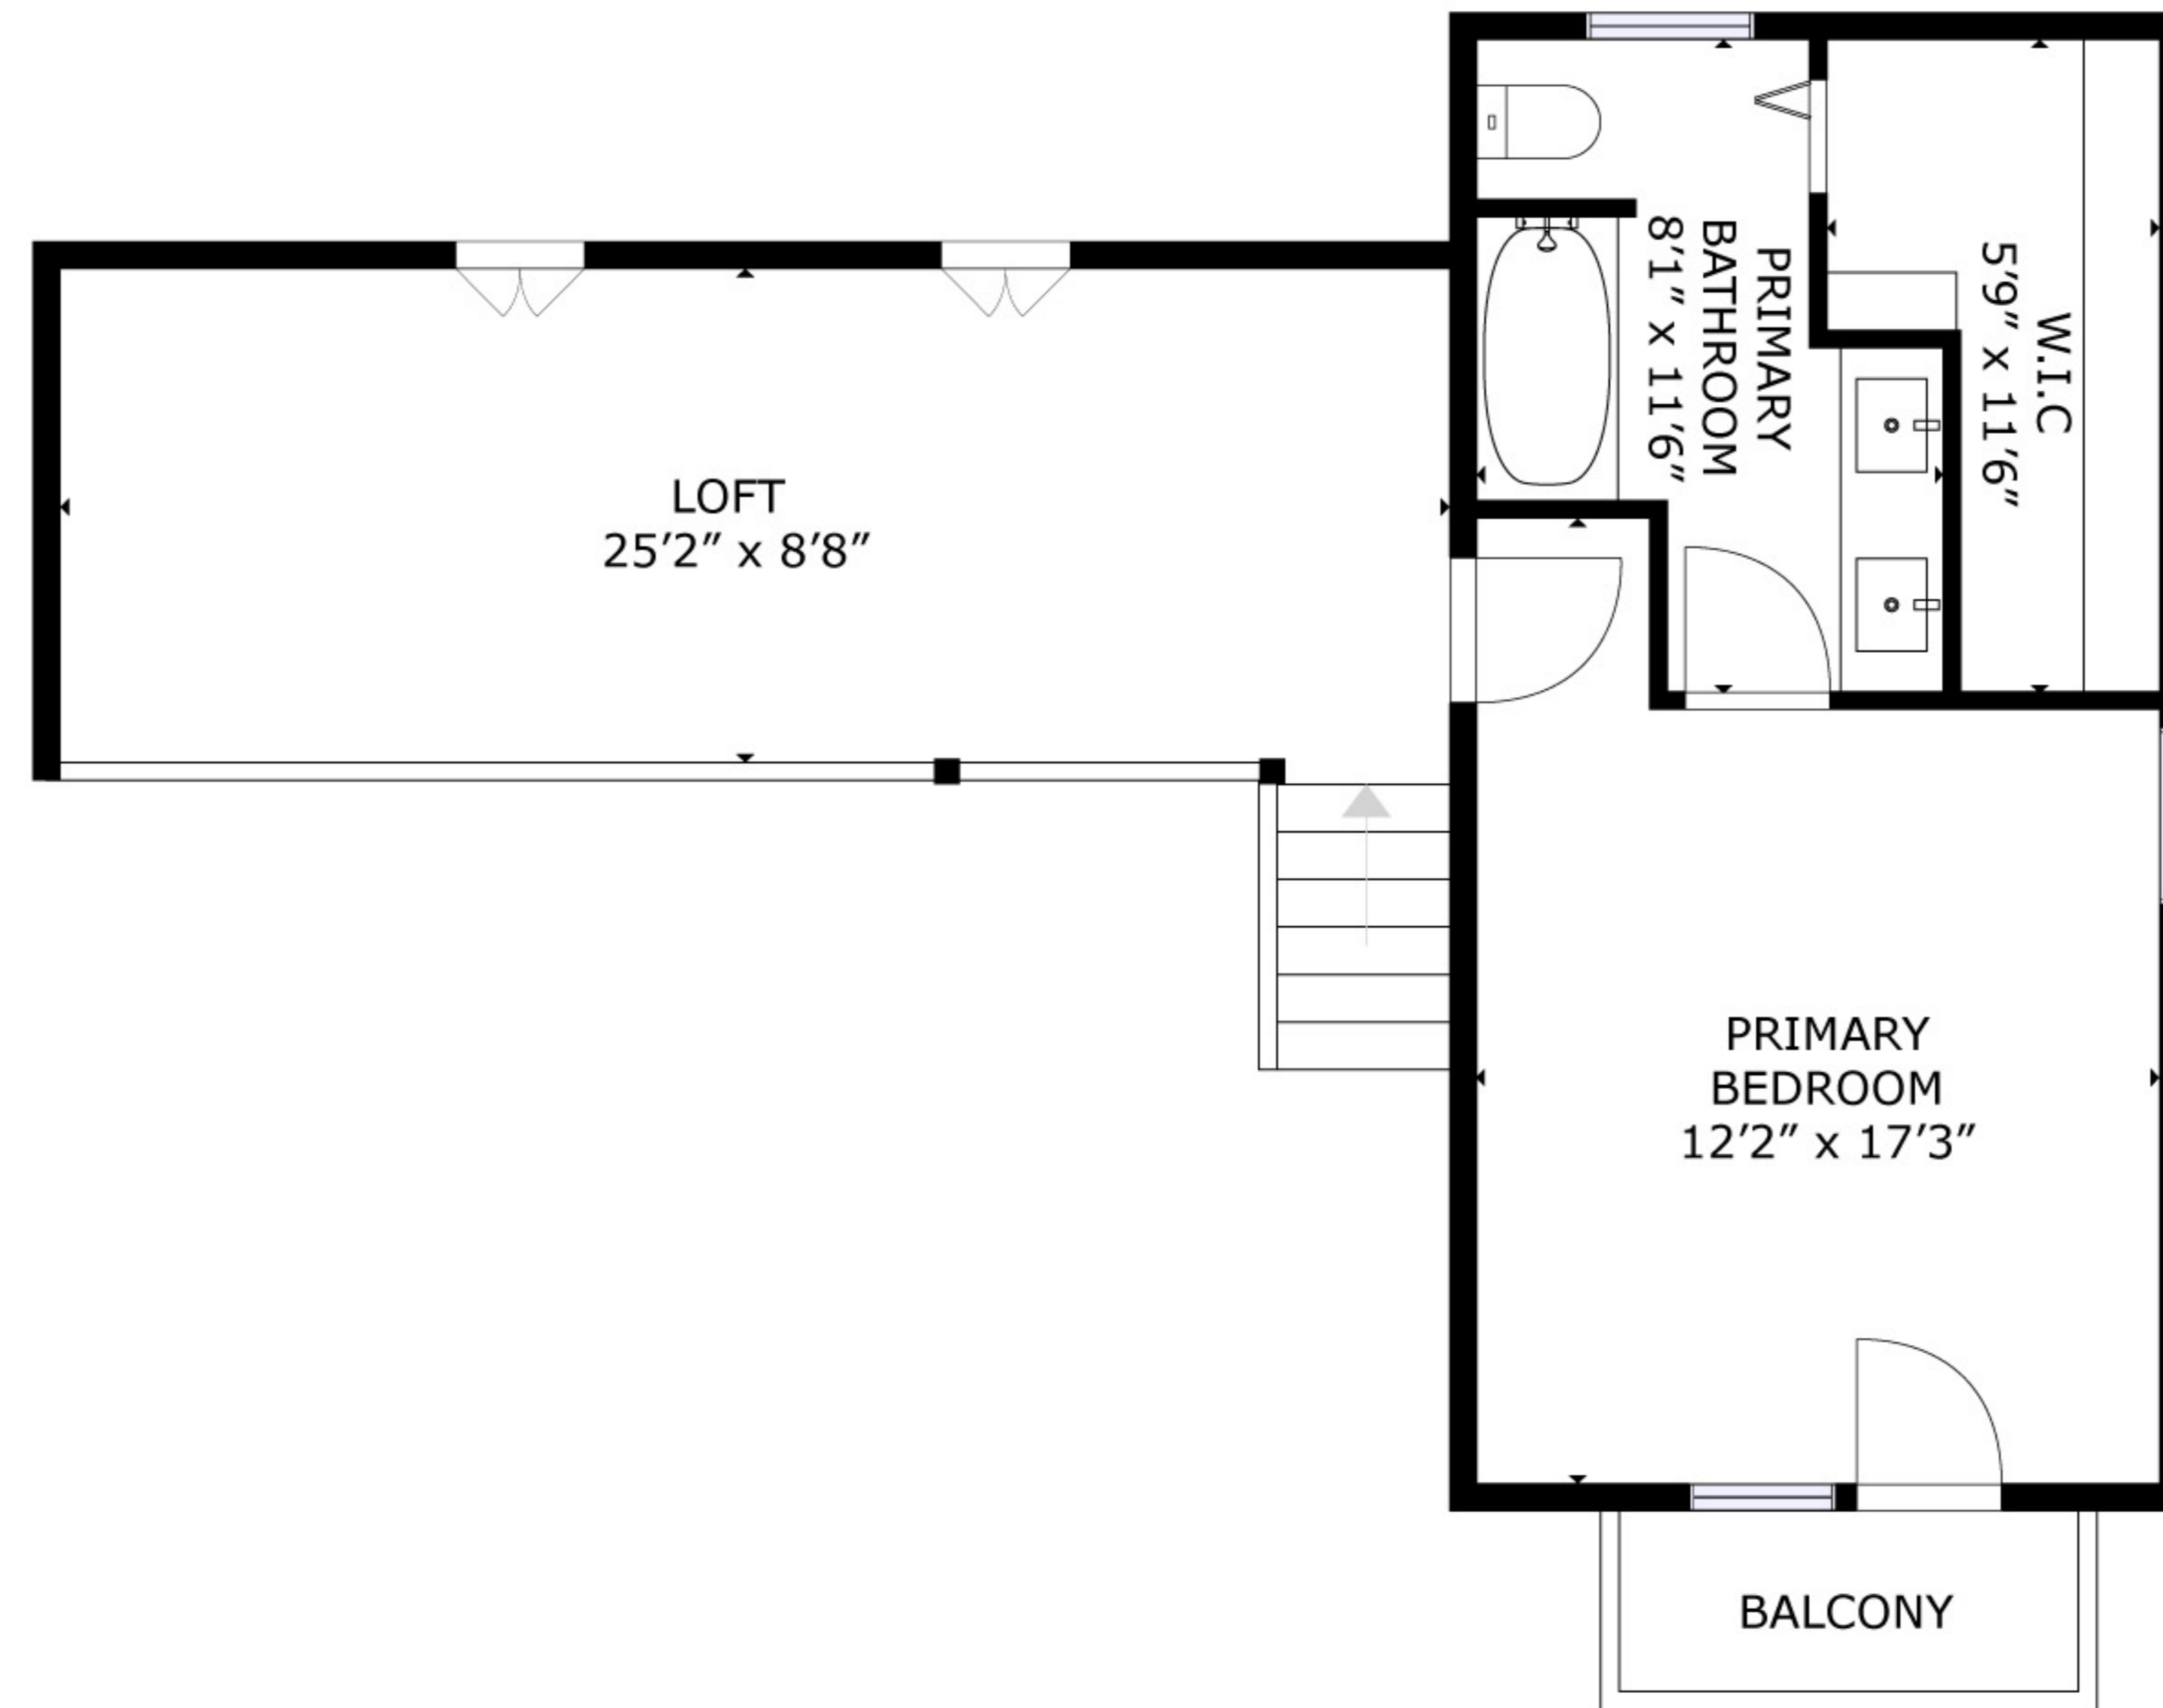 LOFT
25′2″ x 8′8″
PRIMARY
BATHROOM
8′1″ x 11′6″
W.I.C
5′9″ x 11′6″
PRIMARY
BEDROOM
12′2″ x 17′3″
BALCONY